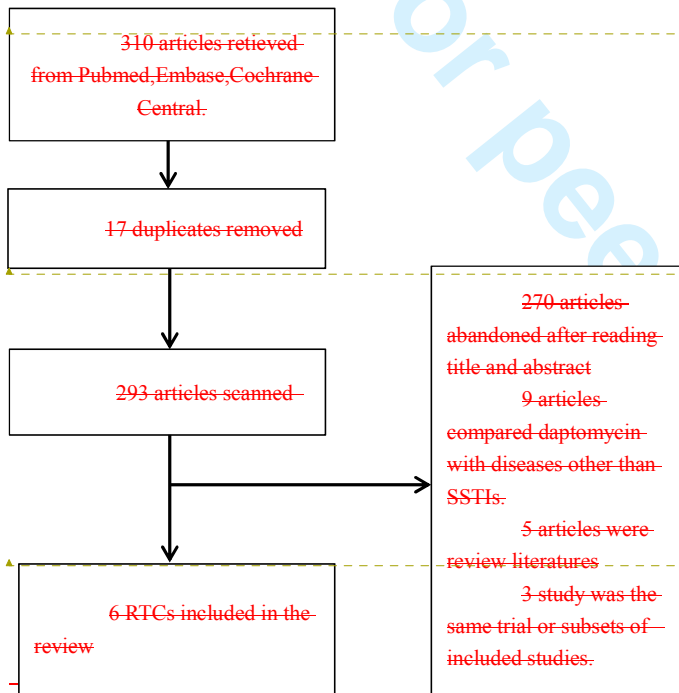 310 articles retieved
from Pubmed,Embase,Cochrane
Central.
17 duplicates removed
293 articles scanned
270 articles
abandoned after reading
title and abstract
9 articles
compared daptomycin
with diseases other than
SSTIs.
5 articles were
review literatures
3 study was the
same trial or subsets of
included studies.
6 RTCs included in the
review
or pee